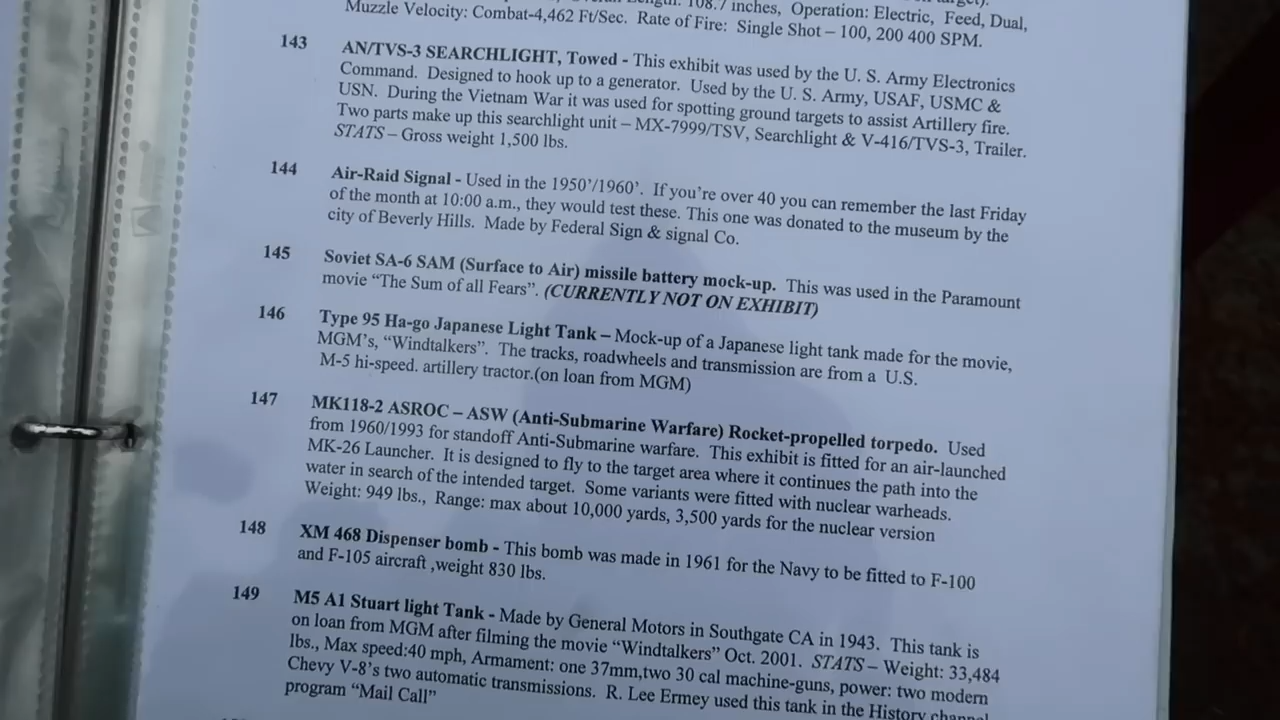 Length: 108.7 inches, Operation: Electric, Feed, Dual,
Muzzle Velocity: Combat-4,462 Ft/Sec. Rate of Fire: Single Shot – 100, 200 400 SPM.
143 AN/TVS-3 SEARCHLIGHT, Towed - This exhibit was used by the U. S. Army Electronics
Command. Designed to hook up to a generator. Used by the U. S. Army, USAF, USMC &
USN. During the Vietnam War it was used for spotting ground targets to assist Artillery fire.
Two parts make up this searchlight unit – MX-7999/TSV, Searchlight & V-416/TVS-3, Trailer.
STATS – Gross weight 1,500 lbs.
144 Air-Raid Signal - Used in the 1950’/1960’. If you’re over 40 you can remember the last Friday
of the month at 10:00 a.m., they would test these. This one was donated to the museum by the
city of Beverly Hills. Made by Federal Sign & signal Co.
145 Soviet SA-6 SAM (Surface to Air) missile battery mock-up. This was used in the Paramount
movie “The Sum of all Fears”. (CURRENTLY NOT ON EXHIBIT)
146 Type 95 Ha-go Japanese Light Tank – Mock-up of a Japanese light tank made for the movie,
MGM’s, “Windtalkers”. The tracks, roadwheels and transmission are from a U.S.
M-5 hi-speed. artillery tractor.(on loan from MGM)
147 MK118-2 ASROC – ASW (Anti-Submarine Warfare) Rocket-propelled torpedo. Used
from 1960/1993 for standoff Anti-Submarine warfare. This exhibit is fitted for an air-launched
MK-26 Launcher. It is designed to fly to the target area where it continues the path into the
water in search of the intended target. Some variants were fitted with nuclear warheads.
Weight: 949 lbs., Range: max about 10,000 yards, 3,500 yards for the nuclear version
148 XM 468 Dispenser bomb - This bomb was made in 1961 for the Navy to be fitted to F-100
and F-105 aircraft ,weight 830 lbs.
149 M5 A1 Stuart light Tank - Made by General Motors in Southgate CA in 1943. This tank is
on loan from MGM after filming the movie “Windtalkers” Oct. 2001. STATS – Weight: 33,484
lbs., Max speed:40 mph, Armament: one 37mm,two 30 cal machine-guns, power: two modern
Chevy V-8’s two automatic transmissions. R. Lee Ermey used this tank in the History channel
program “Mail Call”